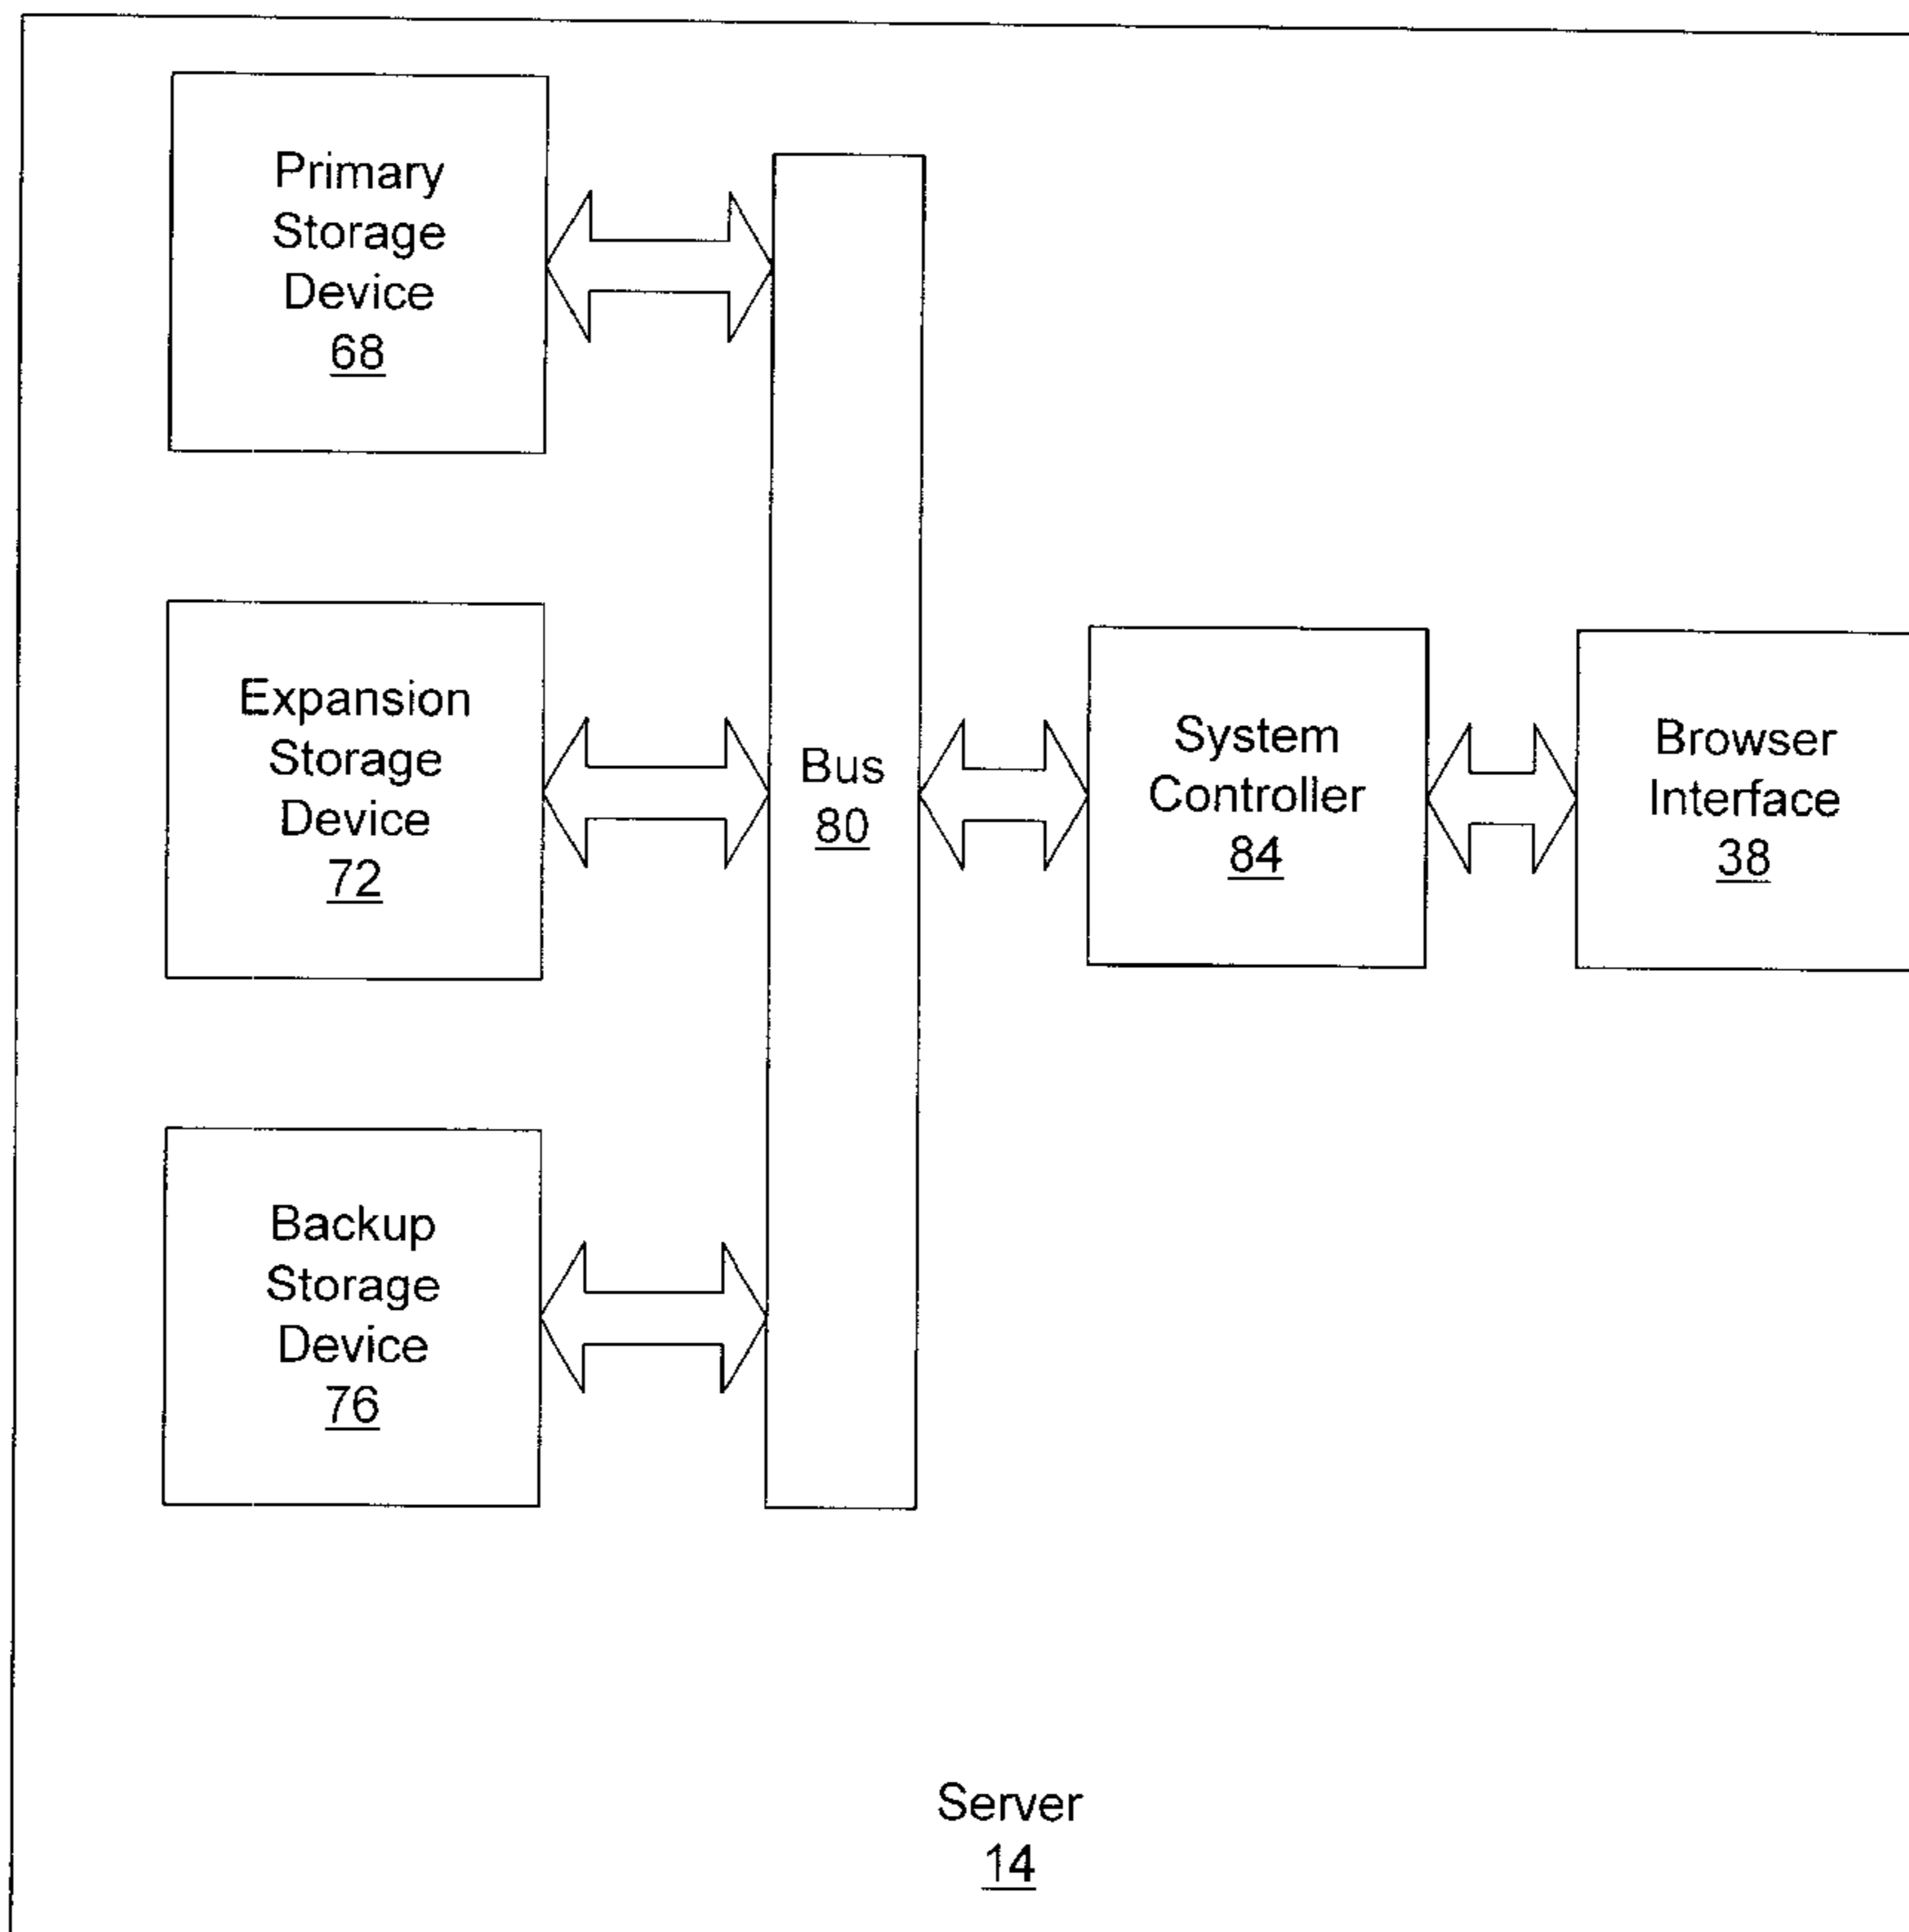 Primary
Storage
Device
68
Expansion
Storage
Device
72
Backup
Storage
Device
76
Bus
80
System
Controller
84
Browser
Interface
38
Server
14